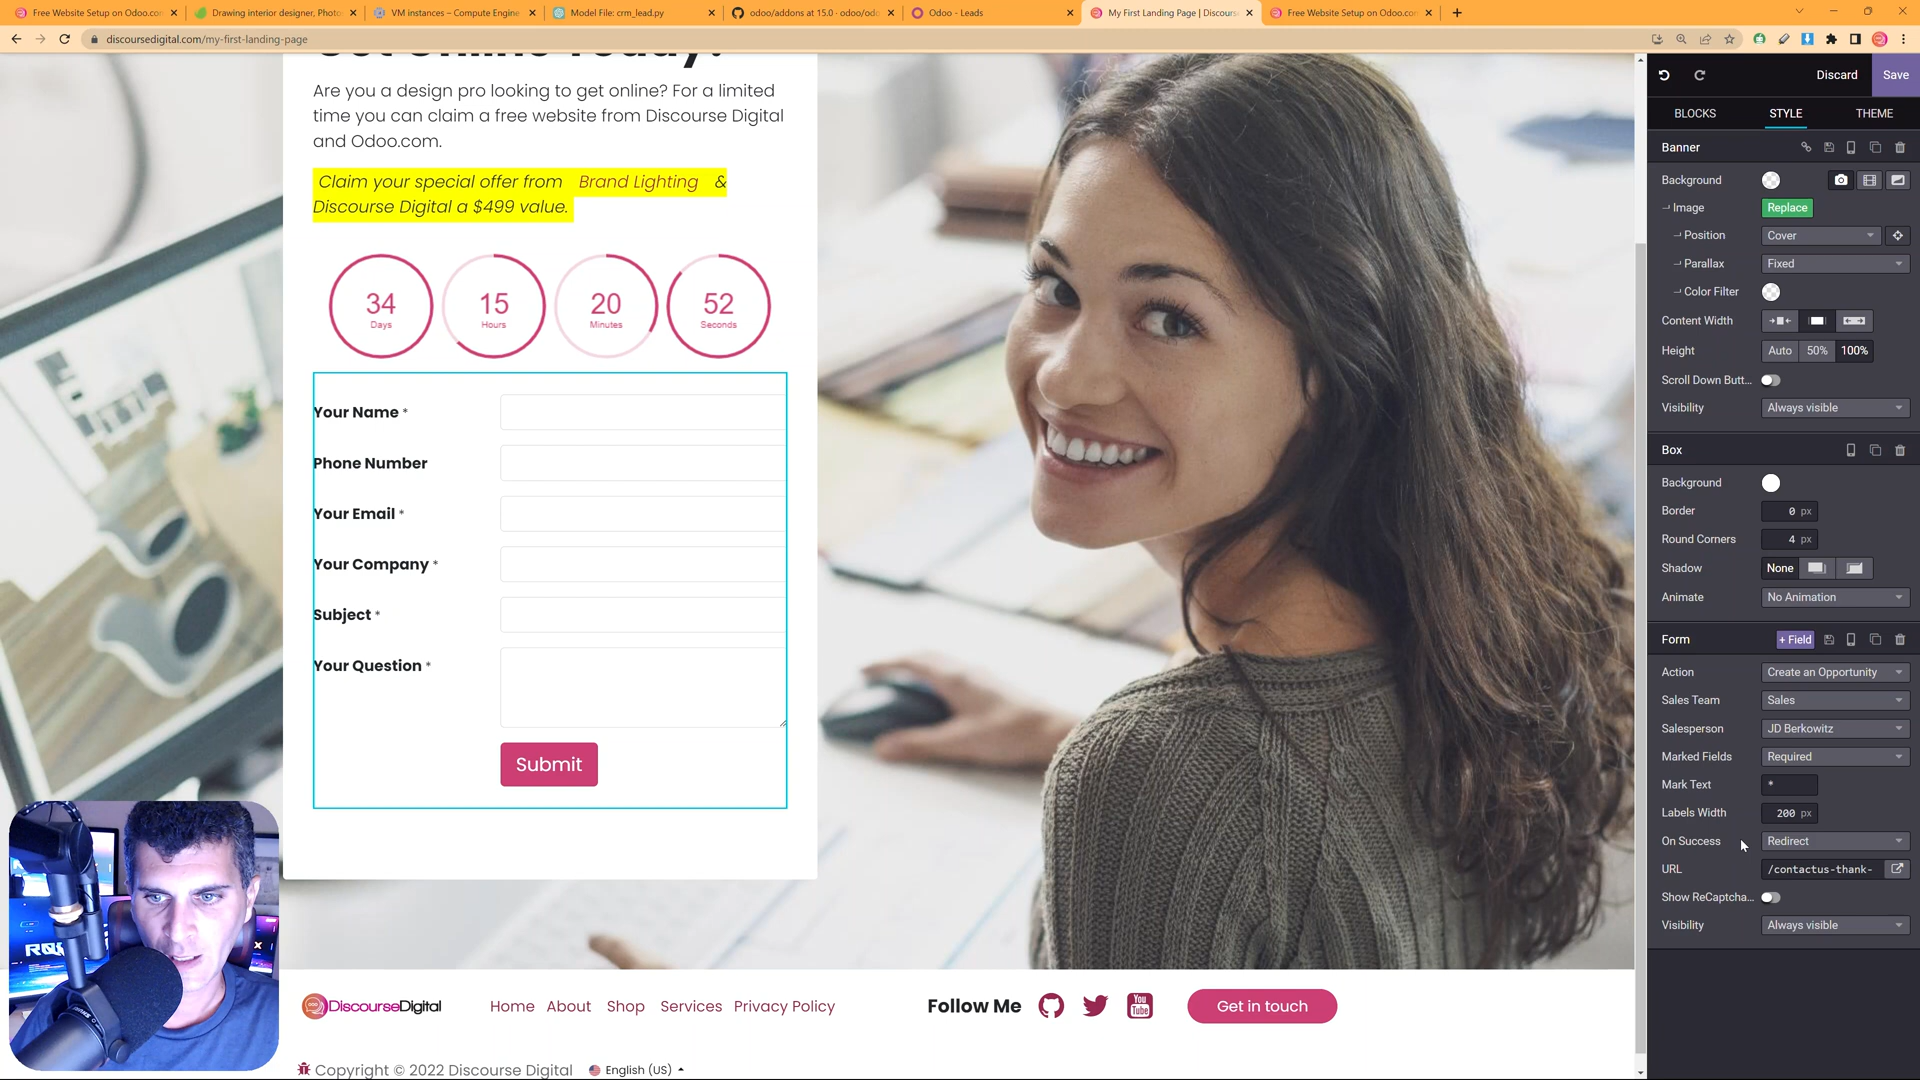 Free Website Setup on Odoo.con
Drawing interior designer, Photo
VM instances – Compute Engine
Model File: crm_lead.py
odoo/addons at 15.0 · odoo/odo
Odoo - Leads
My First Landing Page | Discours
Free Website Setup on Odoo.con
discoursedigital.com/my-first-landing-page
Get Online Today!
Are you a design pro looking to get online? For a limited
time you can claim a free website from Discourse Digital
and Odoo.com.
Claim your special offer from Brand Lighting &
Discourse Digital a $499 value.
34 15 20 52
Days Hours Minutes Seconds
Your Name *
Phone Number
Your Email *
Your Company *
Subject *
Your Question *
Submit
DiscourseDigital
Home About Shop Services Privacy Policy
Follow Me
You Tube
Get in touch
Copyright © 2022 Discourse Digital
English (US)
Discard Save
BLOCKS STYLE THEME
Banner
Background
Image Replace
Position Cover
Parallax Fixed
Color Filter
Content Width
Height Auto 50% 100%
Scroll Down Butt...
Visibility Always visible
Box
Background
Border 0 px
Round Corners 4 px
Shadow None
Animate No Animation
Form + Field
Action Create an Opportunity
Sales Team Sales
Salesperson JD Berkowitz
Marked Fields Required
Mark Text *
Labels Width 200 px
On Success Redirect
URL /contactus-thank-
Show ReCaptcha...
Visibility Always visible